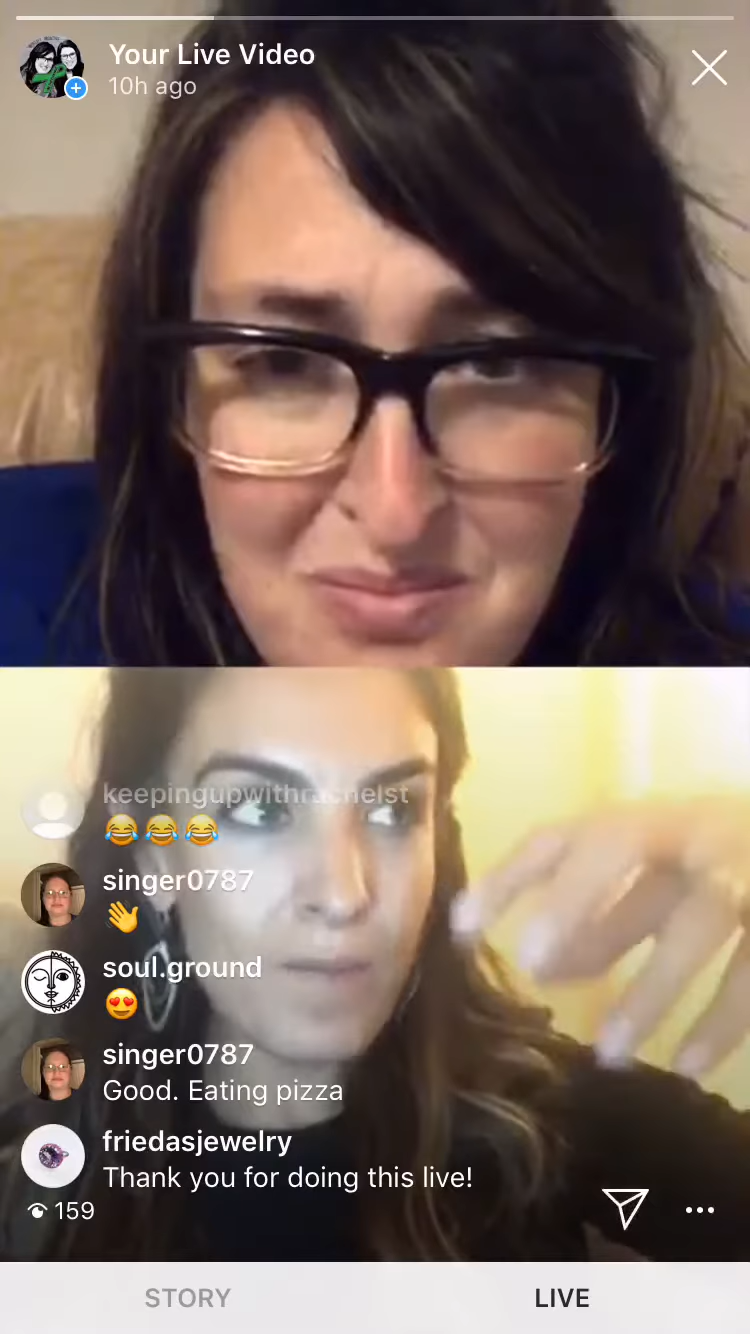 Your Live Video
10h ago
keepingupwithrachelst
😂😂😂
singer0787
👋
soul.ground
😍
singer0787
Good. Eating pizza
friedasjewelry
Thank you for doing this live!
159
STORY
LIVE